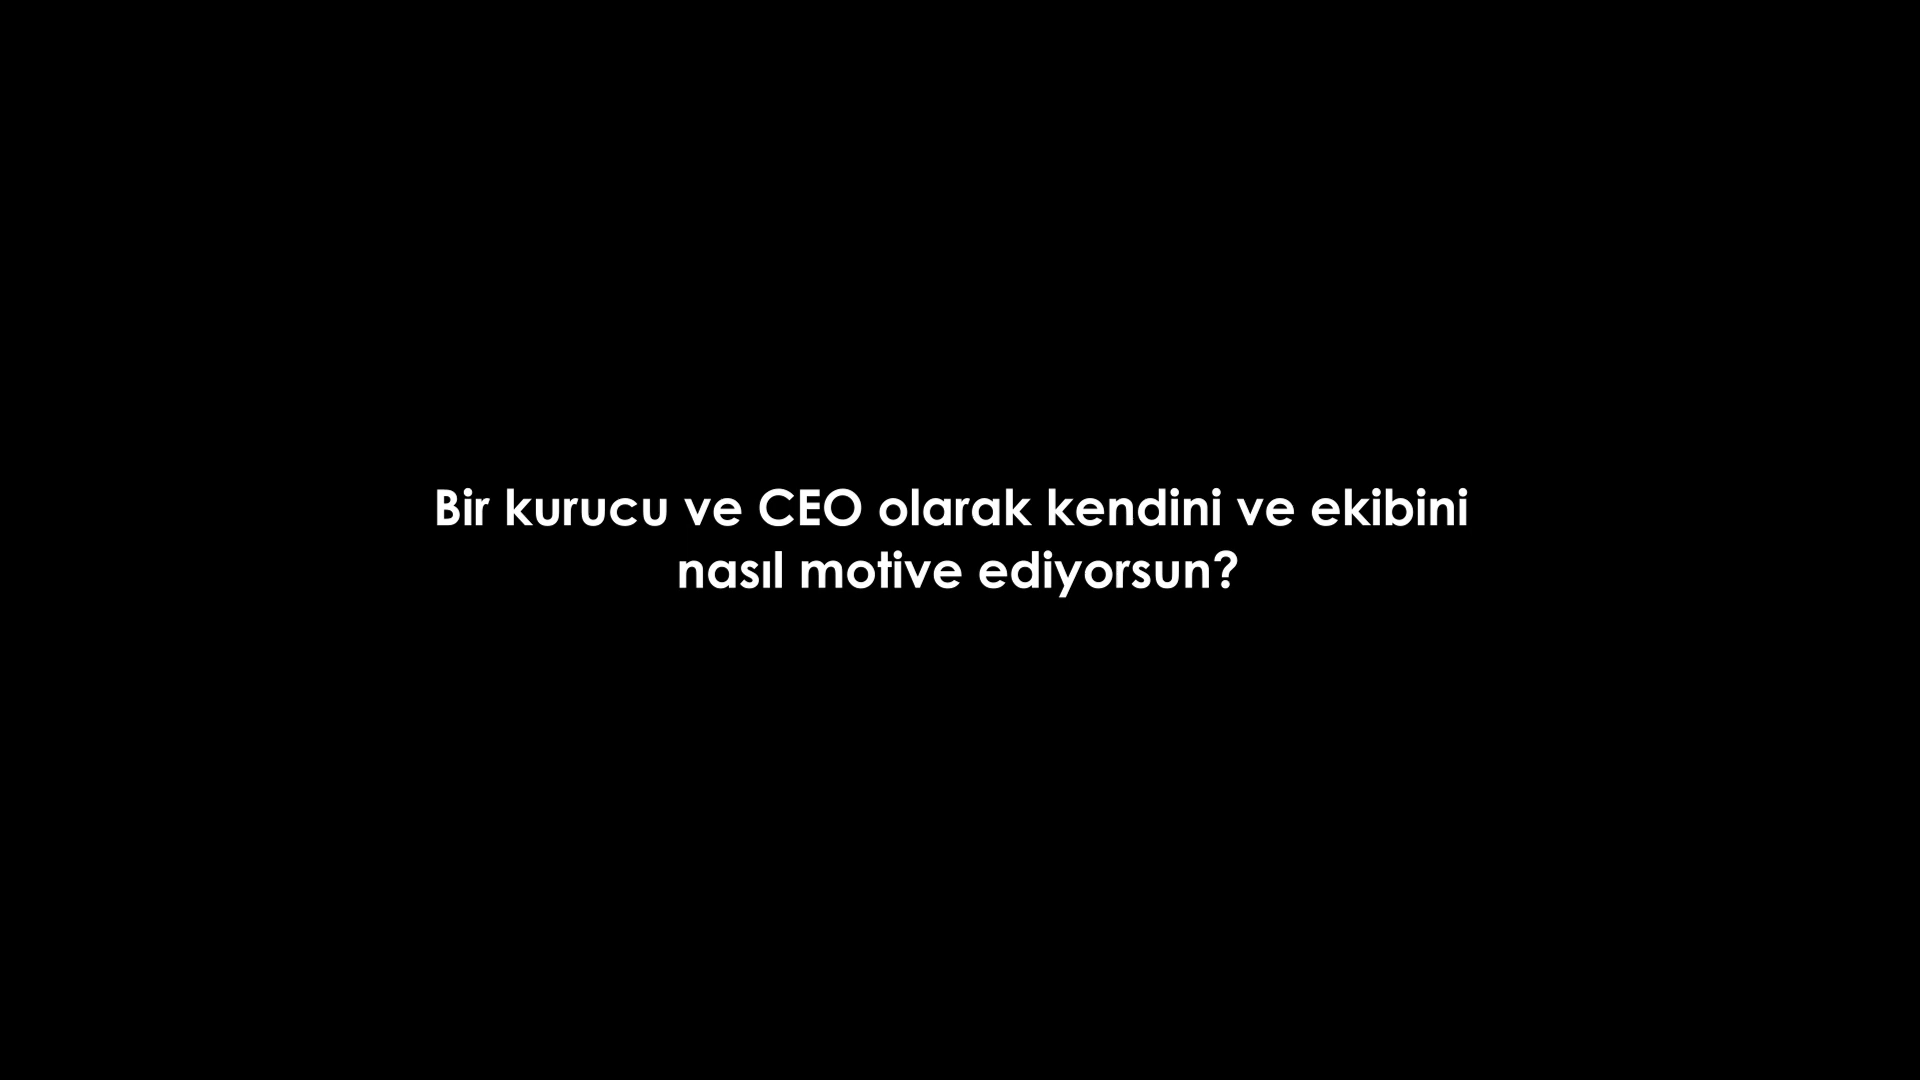 Bir kurucu ve CEO olarak kendini ve ekibini
nasıl motive ediyorsun?